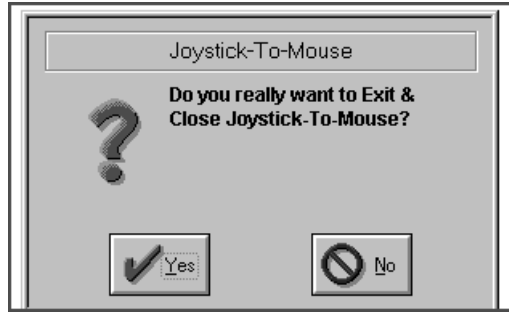 Joystick-To-Mouse
Do you really want to Exit &
Close Joystick-To-Mouse?
Yes
No